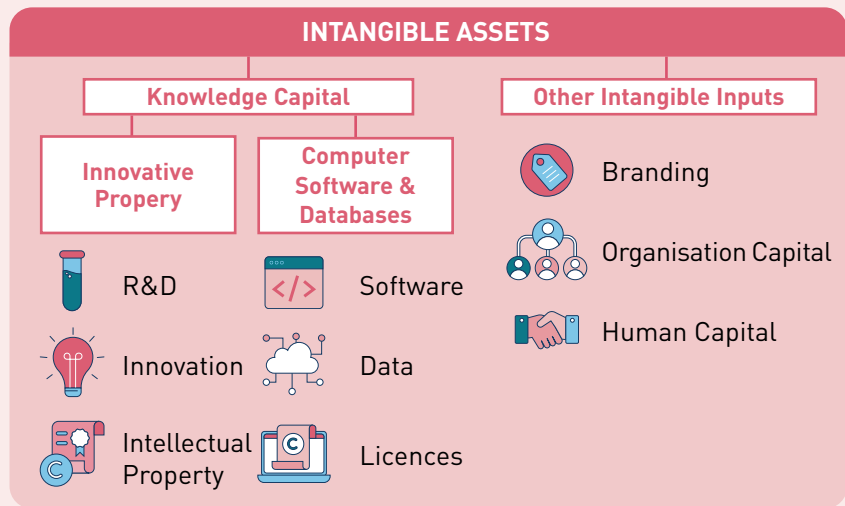 INTANGIBLE ASSETS
Knowledge Capital
Innovative
Propery
R&D
Innovation
Intellectual
Property
Computer
Software &
Databases
Software
Data
Licences
Other Intangible Inputs
Branding
Organisation Capital
Human Capital